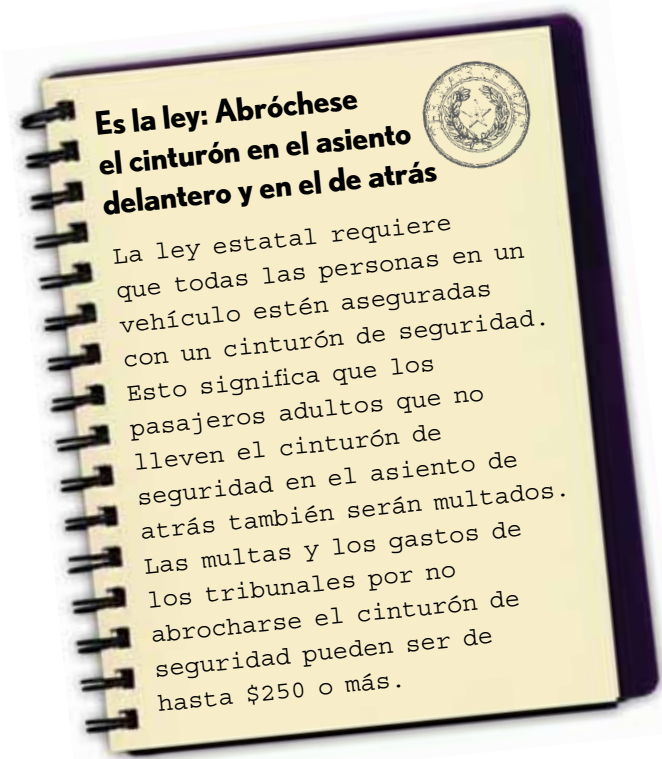 Es la ley: Abróchese
el cinturón en el asiento
delantero y en el de atrás
La ley estatal requiere
que todas las personas en un
vehículo estén aseguradas
con un cinturón de seguridad.
Esto significa que los
pasajeros adultos que no
lleven el cinturón de
seguridad en el asiento de
atrás también serán multados.
Las multas y los gastos de
los tribunales por no
abrocharse el cinturón de
seguridad pueden ser de
hasta $250 o más.